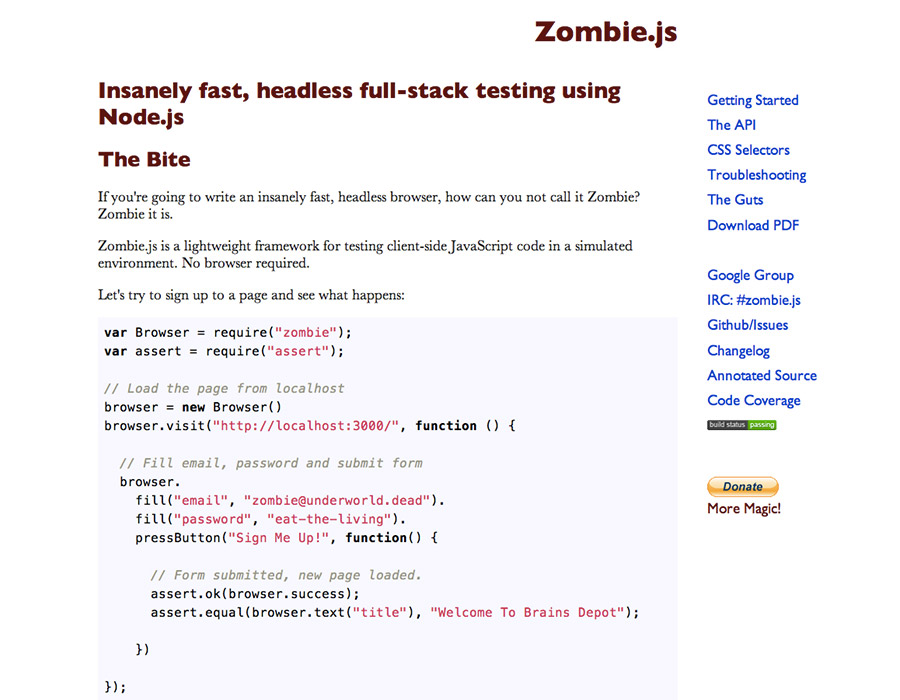 Zombie.js
Insanely fast, headless full-stack testing using
Node.js
The Bite
If you're going to write an insanely fast, headless browser, how can you not call it Zombie?
Zombie it is.
Zombie.js is a lightweight framework for testing client-side JavaScript code in a simulated
environment. No browser required.
Let's try to sign up to a page and see what happens:
var Browser = require("zombie");
var assert = require("assert");
// Load the page from localhost
browser = new Browser()
browser.visit("http://localhost:3000/", function () {
// Fill email, password and submit form
browser.
fill("email", "zombie@underworld.dead").
fill("password", "eat-the-living").
pressButton("Sign Me Up!", function() {
// Form submitted, new page loaded.
assert.ok(browser.success);
assert.equal(browser.text("title"), "Welcome To Brains Depot");
})
});
Getting Started
The API
CSS Selectors
Troubleshooting
The Guts
Download PDF
Google Group
IRC: #zombie.js
Github/Issues
Changelog
Annotated Source
Code Coverage
build status passing
Donate
More Magic!